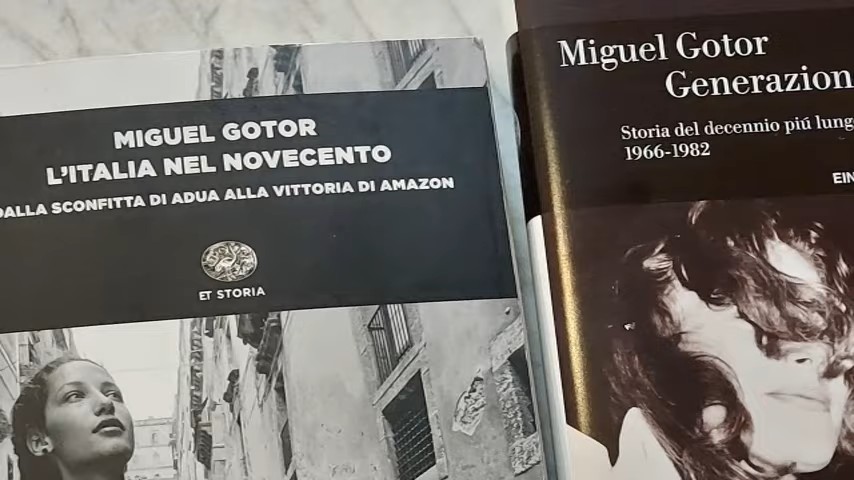 MIGUEL GOTOR
L'ITALIA NEL NOVECENTO
DALLA SCONFITTA DI ADUA ALLA VITTORIA DI AMAZON
ET STORIA
Miguel Gotor
Generazion
Storia del decennio piú lung
1966-1982
EIN